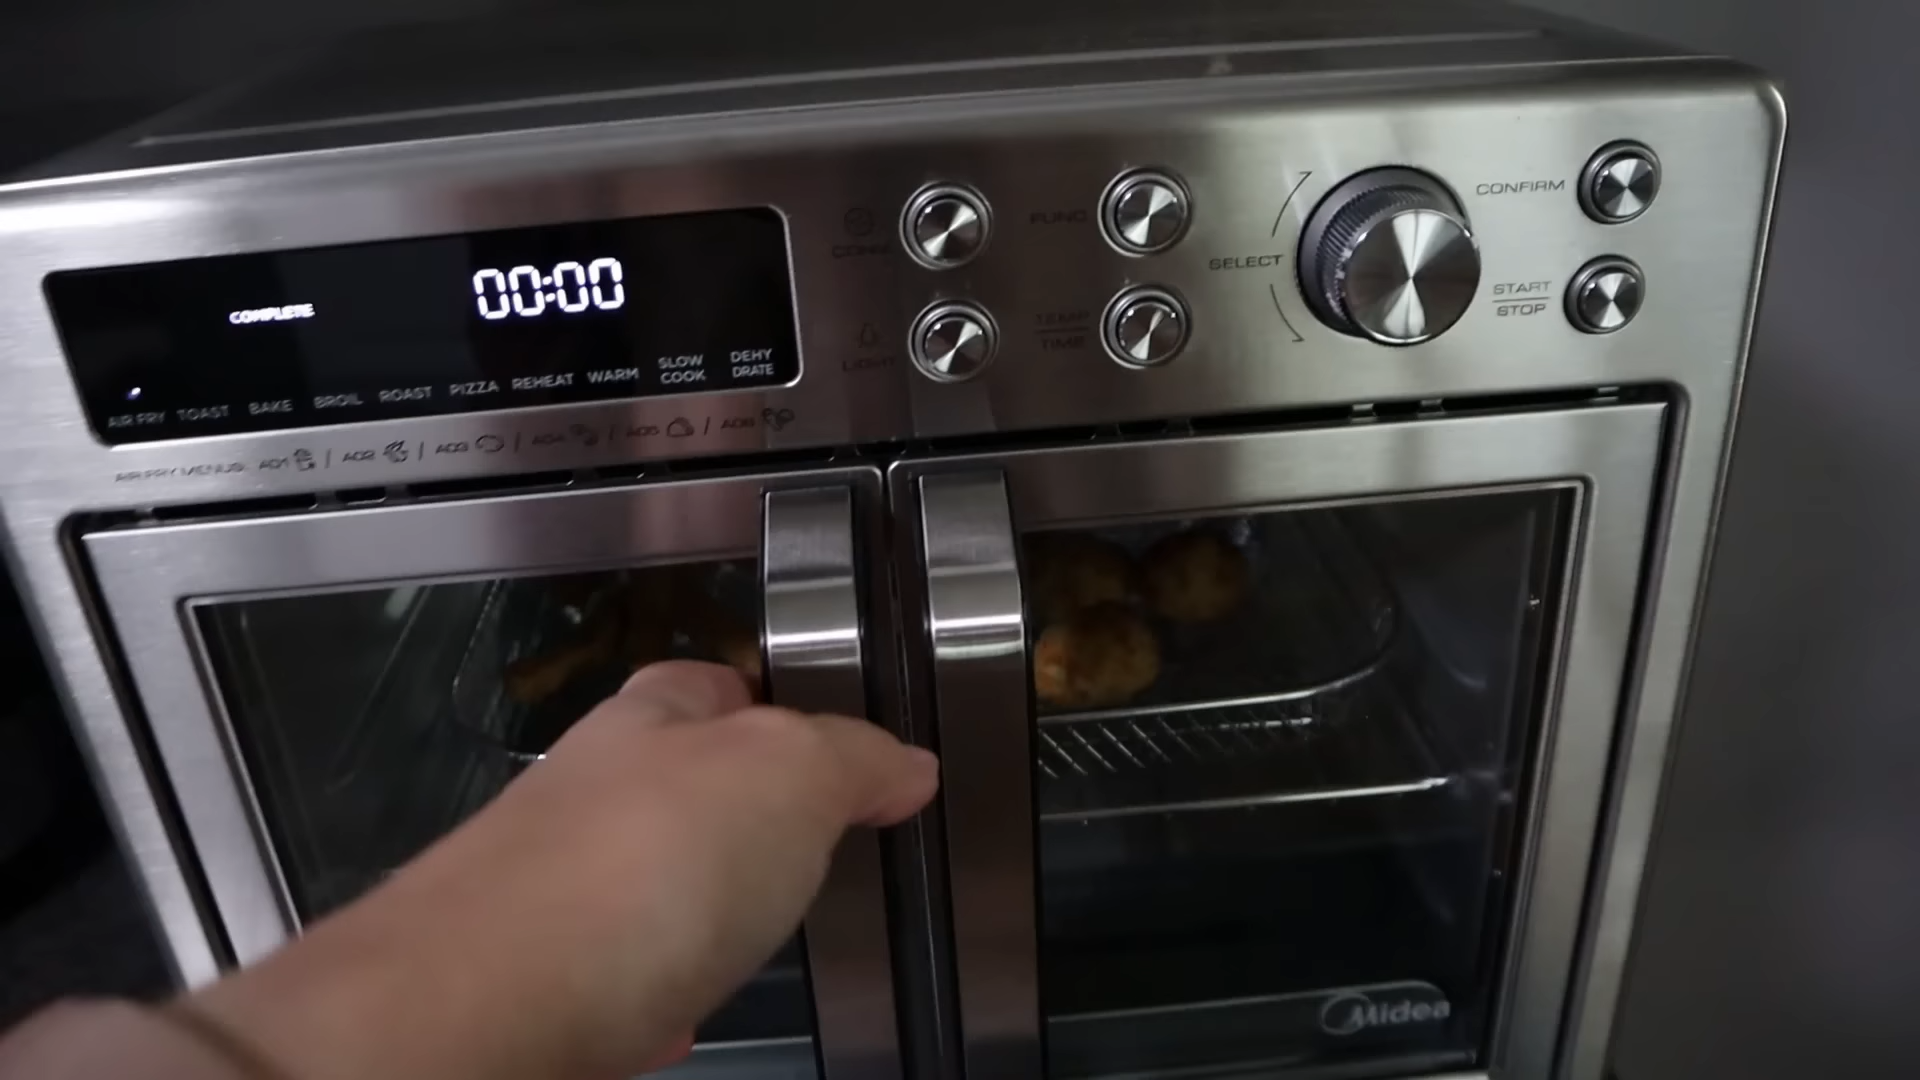 CONFIRM
FUNC
SELECT
CONV
START
STOP
COMPLETE
00:00
TEMP
TIME
LIGHT
AIR FRY TOAST BAKE BROIL ROAST PIZZA REHEAT WARM SLOW COOK DEHY DRATE
AIR FRY MENUS: A01 | A02 | A03 | A04 | A05 | A06
Midea